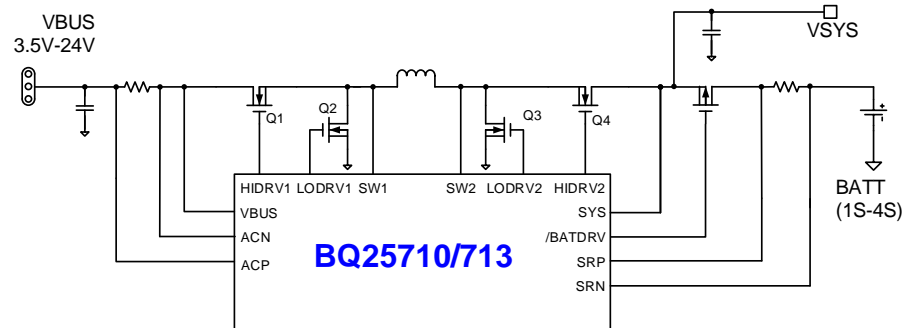 VBUS
3.5V-24V
VSYS
Q1
Q2
Q3
Q4
HIDRV1 LODRV1 SW1 SW2 LODRV2 HIDRV2
VBUS
ACN
ACP
SYS
/BATDRV
SRP
SRN
BQ25710/713
+
-
BATT
(1S-4S)